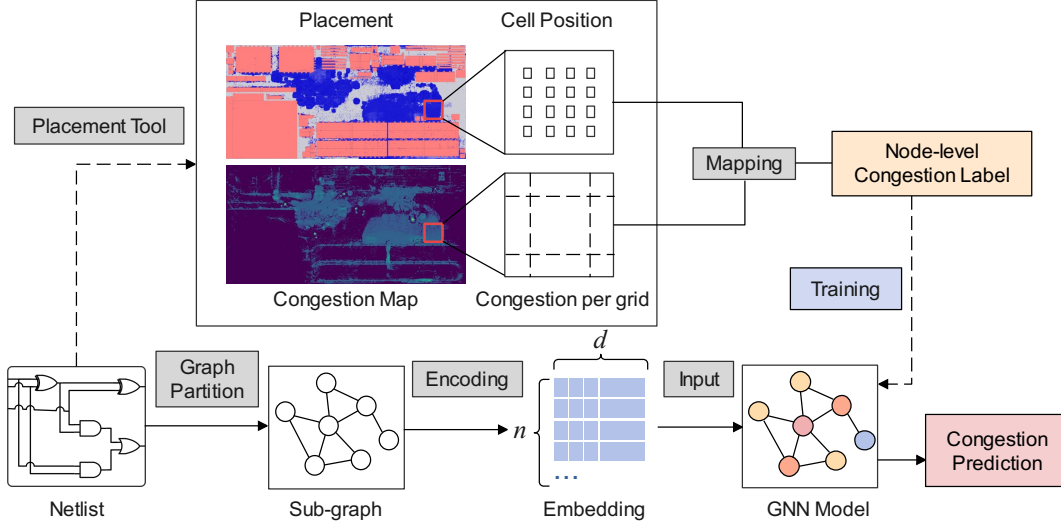 Placement
Cell Position
Placement Tool
Mapping
Node-level
Congestion Label
Congestion Map
Congestion per grid
Training
Graph
Partition
Encoding
d
Input
n
...
Congestion
Prediction
Netlist
Sub-graph
Embedding
GNN Model